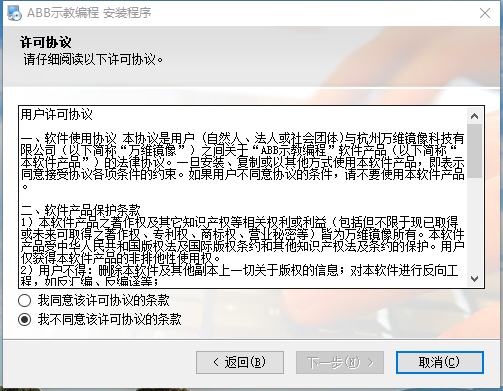 ABB示教编程 安装程序
许可协议
请仔细阅读以下许可协议。
用户许可协议
一、软件使用协议 本协议是用户（自然人、法人或社会团体)与杭州万维镜像科技有
限公司（以下简称“万维镜像”）之间关于“ABB示教编程”软件产品（以下简称“
本软件产品”）的法律协议。一旦安装、复制或以其他方式使用本软件产品，即表示
同意接受协议各项条件的约束。如果用户不同意协议的条件，请不要使用本软件产品
。
二、软件产品保护条款
1）本软件产品之著作权及其它知识产权等相关权利或利益（包括但不限于现已取得
或未来可取得之著作权、专利权、商标权、营业秘密等）皆为万维镜像所有。本软件
产品受中华人民共和国版权法及国际版权条约和其他知识产权法及条约的保护。用户
仅获得本软件产品的非排他性使用权。
2）用户不得：删除本软件及其他副本上一切关于版权的信息；对本软件进行反向工
程，如反汇编、反编译等；
我同意该许可协议的条款
我不同意该许可协议的条款
< 返回(B)
下一步(N) >
取消(C)